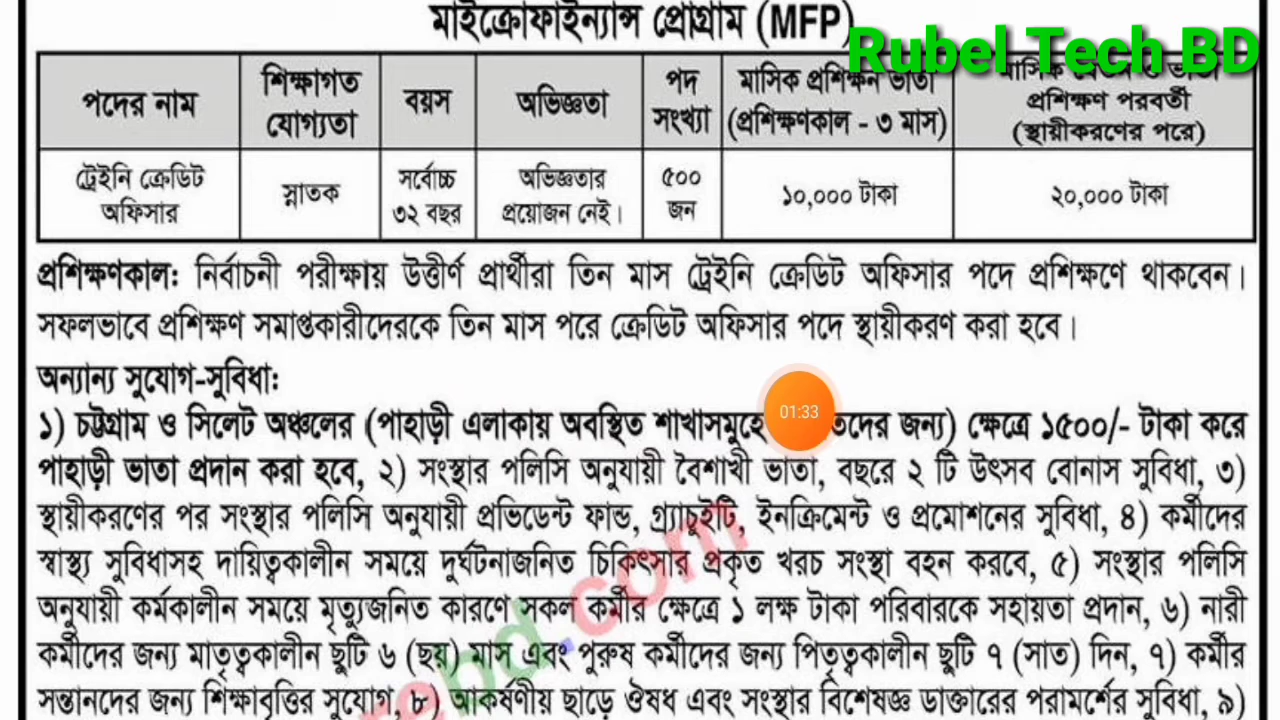 মাইক্রোফাইন্যান্স প্রোগ্রাম (MFP)
Rubel Tech BD
পদের নাম
শিক্ষাগত
যোগ্যতা
বয়স
অভিজ্ঞতা
পদ
সংখ্যা
মাসিক প্রশিক্ষন ভাতা
(প্রশিক্ষণকাল - ৩ মাস)
প্রশিক্ষণ পরবর্তী
(স্থায়ীকরণের পরে)
ট্রেইনি ক্রেডিট
অফিসার
স্নাতক
সর্বোচ্চ
৩২ বছর
অভিজ্ঞতার
প্রয়োজন নেই।
৫০০
জন
১০,০০০ টাকা
২০,০০০ টাকা
প্রশিক্ষণকাল: নির্বাচনী পরীক্ষায় উত্তীর্ণ প্রার্থীরা তিন মাস ট্রেইনি ক্রেডিট অফিসার পদে প্রশিক্ষণে থাকবেন।
সফলভাবে প্রশিক্ষণ সমাপ্তকারীদেরকে তিন মাস পরে ক্রেডিট অফিসার পদে স্থায়ীকরণ করা হবে।
অন্যান্য সুযোগ-সুবিধা:
১) চট্টগ্রাম ও সিলেট অঞ্চলের (পাহাড়ী এলাকায় অবস্থিত শাখাসমূহে জন্য) ক্ষেত্রে ১৫০০/- টাকা করে
01:33
পাহাড়ী ভাতা প্রদান করা হবে, ২) সংস্থার পলিসি অনুযায়ী বৈশাখী ভাতা, বছরে ২ টি উৎসব বোনাস সুবিধা, ৩)
স্থায়ীকরণের পর সংস্থার পলিসি অনুযায়ী প্রভিডেন্ট ফান্ড, গ্র্যাচুইটি, ইনক্রিমেন্ট ও প্রমোশনের সুবিধা, ৪) কর্মীদের
স্বাস্থ্য সুবিধাসহ দায়িত্বকালীন সময়ে দুর্ঘটনাজনিত চিকিৎসার প্রকৃত খরচ সংস্থা বহন করবে, ৫) সংস্থার পলিসি
অনুযায়ী কর্মকালীন সময়ে মৃত্যুজনিত কারণে সকল কর্মীর ক্ষেত্রে ১ লক্ষ টাকা পরিবারকে সহায়তা প্রদান, ৬) নারী
কর্মীদের জন্য মাতৃত্বকালীন ছুটি ৬ (ছয়) মাস এবং পুরুষ কর্মীদের জন্য পিতৃত্বকালীন ছুটি ৭ (সাত) দিন, ৭) কর্মীর
সন্তানদের জন্য শিক্ষাবৃত্তির সুযোগ, ৮) আকর্ষণীয় ছাড়ে ঔষধ এবং সংস্থার বিশেষজ্ঞ ডাক্তারের পরামর্শের সুবিধা, ৯)